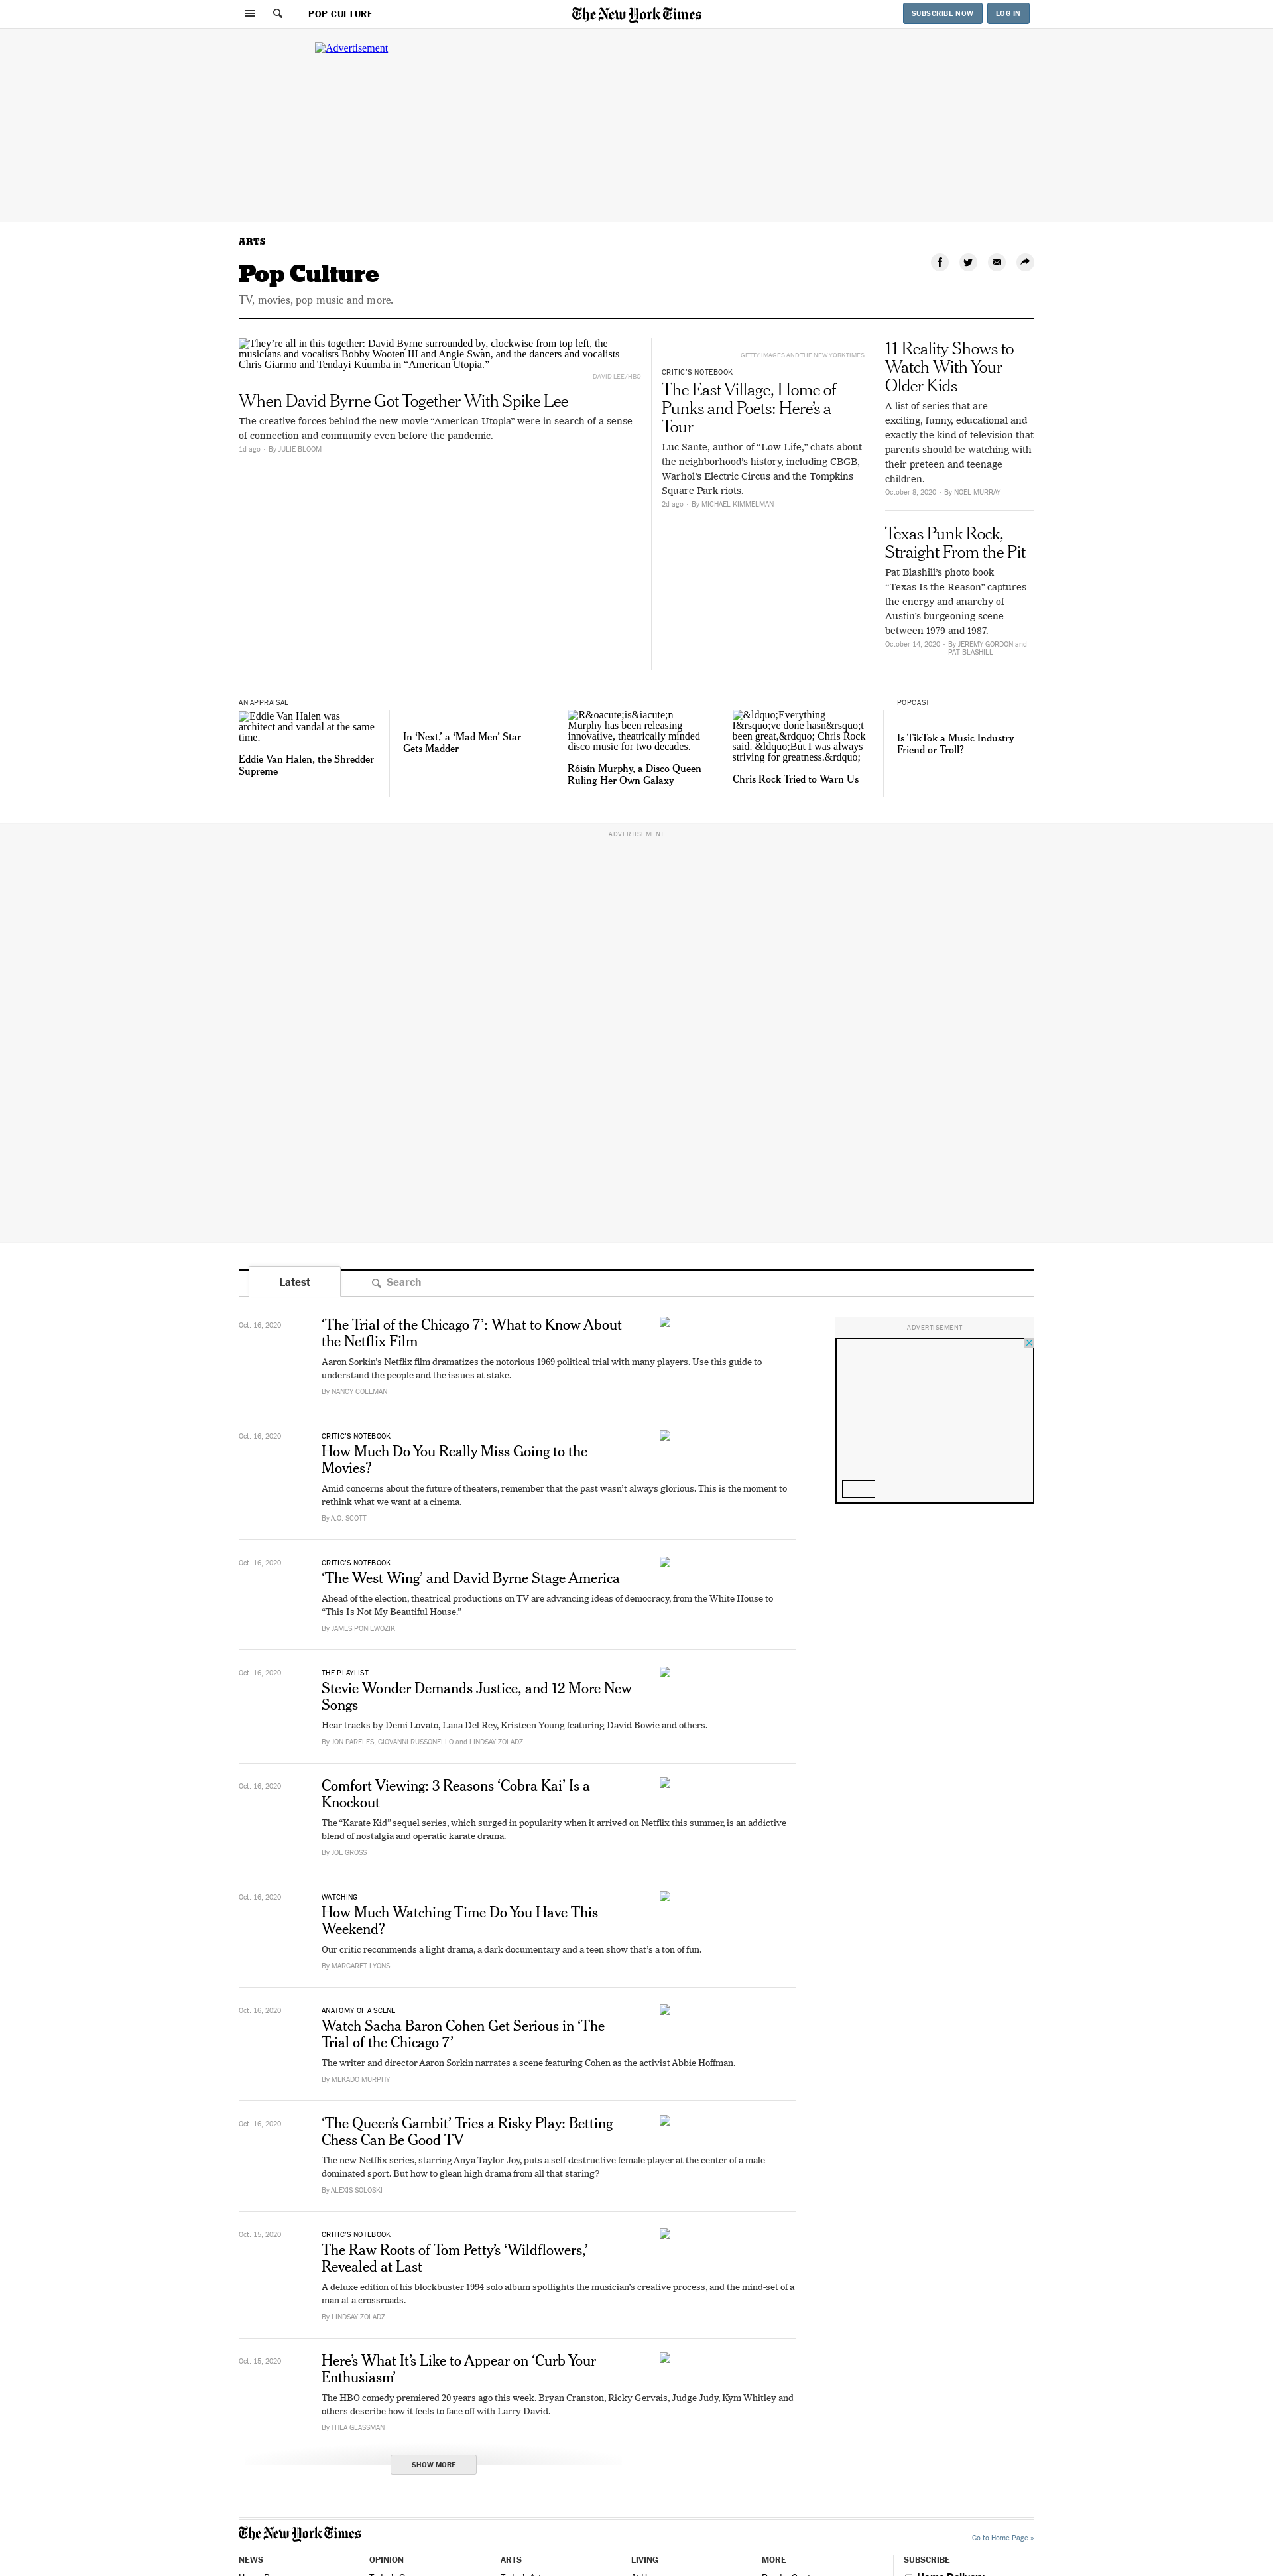 POP CULTURE
The New York Times
SUBSCRIBE NOW
LOG IN
Advertisement
ARTS
Pop Culture
TV, movies, pop music and more.
They’re all in this together: David Byrne surrounded by, clockwise from top left, the
musicians and vocalists Bobby Wooten III and Angie Swan, and the dancers and vocalists
Chris Giarmo and Tendayi Kuumba in “American Utopia.”
DAVID LEE/HBO
When David Byrne Got Together With Spike Lee
The creative forces behind the new movie “American Utopia” were in search of a sense
of connection and community even before the pandemic.
1d ago - By JULIE BLOOM
GETTY IMAGES AND THE NEW YORK TIMES
CRITIC’S NOTEBOOK
The East Village, Home of
Punks and Poets: Here’s a
Tour
Luc Sante, author of “Low Life,” chats about
the neighborhood’s history, including CBGB,
Warhol’s Electric Circus and the Tompkins
Square Park riots.
2d ago - By MICHAEL KIMMELMAN
11 Reality Shows to
Watch With Your
Older Kids
A list of series that are
exciting, funny, educational and
exactly the kind of television that
parents should be watching with
their preteen and teenage
children.
October 8, 2020 - By NOEL MURRAY
Texas Punk Rock,
Straight From the Pit
Pat Blashill’s photo book
“Texas Is the Reason” captures
the energy and anarchy of
Austin’s burgeoning scene
between 1979 and 1987.
October 14, 2020 - By JEREMY GORDON and
PAT BLASHILL
AN APPRAISAL
Eddie Van Halen was
architect and vandal at the same
time.
Eddie Van Halen, the Shredder
Supreme
In ‘Next,’ a ‘Mad Men’ Star
Gets Madder
R&oacute;is&iacute;n
Murphy has been releasing
innovative, theatrically minded
disco music for two decades.
Róisín Murphy, a Disco Queen
Ruling Her Own Galaxy
&ldquo;Everything
I&rsquo;ve done hasn&rsquo;t
been great,&rdquo; Chris Rock
said. &ldquo;But I was always
striving for greatness.&rdquo;
Chris Rock Tried to Warn Us
POPCAST
Is TikTok a Music Industry
Friend or Troll?
ADVERTISEMENT
Latest
Search
Oct. 16, 2020
‘The Trial of the Chicago 7’: What to Know About
the Netflix Film
Aaron Sorkin’s Netflix film dramatizes the notorious 1969 political trial with many players. Use this guide to
understand the people and the issues at stake.
By NANCY COLEMAN
ADVERTISEMENT
Oct. 16, 2020
CRITIC’S NOTEBOOK
How Much Do You Really Miss Going to the
Movies?
Amid concerns about the future of theaters, remember that the past wasn’t always glorious. This is the moment to
rethink what we want at a cinema.
By A.O. SCOTT
Oct. 16, 2020
CRITIC’S NOTEBOOK
‘The West Wing’ and David Byrne Stage America
Ahead of the election, theatrical productions on TV are advancing ideas of democracy, from the White House to
“This Is Not My Beautiful House.”
By JAMES PONIEWOZIK
Oct. 16, 2020
THE PLAYLIST
Stevie Wonder Demands Justice, and 12 More New
Songs
Hear tracks by Demi Lovato, Lana Del Rey, Kristeen Young featuring David Bowie and others.
By JON PARELES, GIOVANNI RUSSONELLO and LINDSAY ZOLADZ
Oct. 16, 2020
Comfort Viewing: 3 Reasons ‘Cobra Kai’ Is a
Knockout
The “Karate Kid” sequel series, which surged in popularity when it arrived on Netflix this summer, is an addictive
blend of nostalgia and operatic karate drama.
By JOE GROSS
Oct. 16, 2020
WATCHING
How Much Watching Time Do You Have This
Weekend?
Our critic recommends a light drama, a dark documentary and a teen show that’s a ton of fun.
By MARGARET LYONS
Oct. 16, 2020
ANATOMY OF A SCENE
Watch Sacha Baron Cohen Get Serious in ‘The
Trial of the Chicago 7’
The writer and director Aaron Sorkin narrates a scene featuring Cohen as the activist Abbie Hoffman.
By MEKADO MURPHY
Oct. 16, 2020
‘The Queen’s Gambit’ Tries a Risky Play: Betting
Chess Can Be Good TV
The new Netflix series, starring Anya Taylor-Joy, puts a self-destructive female player at the center of a male-
dominated sport. But how to glean high drama from all that staring?
By ALEXIS SOLOSKI
Oct. 15, 2020
CRITIC’S NOTEBOOK
The Raw Roots of Tom Petty’s ‘Wildflowers,’
Revealed at Last
A deluxe edition of his blockbuster 1994 solo album spotlights the musician’s creative process, and the mind-set of a
man at a crossroads.
By LINDSAY ZOLADZ
Oct. 15, 2020
Here’s What It’s Like to Appear on ‘Curb Your
Enthusiasm’
The HBO comedy premiered 20 years ago this week. Bryan Cranston, Ricky Gervais, Judge Judy, Kym Whitley and
others describe how it feels to face off with Larry David.
By THEA GLASSMAN
SHOW MORE
The New York Times
Go to Home Page »
NEWS
OPINION
ARTS
LIVING
MORE
SUBSCRIBE